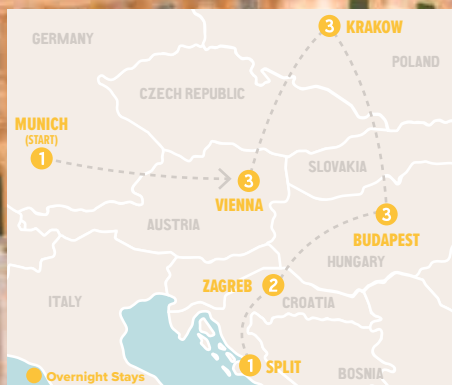 GERMANY
3 KRAKOW
POLAND
CZECH REPUBLIC
MUNICH
(START)
1
SLOVAKIA
3
VIENNA
AUSTRIA
3
BUDAPEST
HUNGARY
ZAGREB 2
CROATIA
ITALY
1 SPLIT
BOSNIA
Overnight Stays